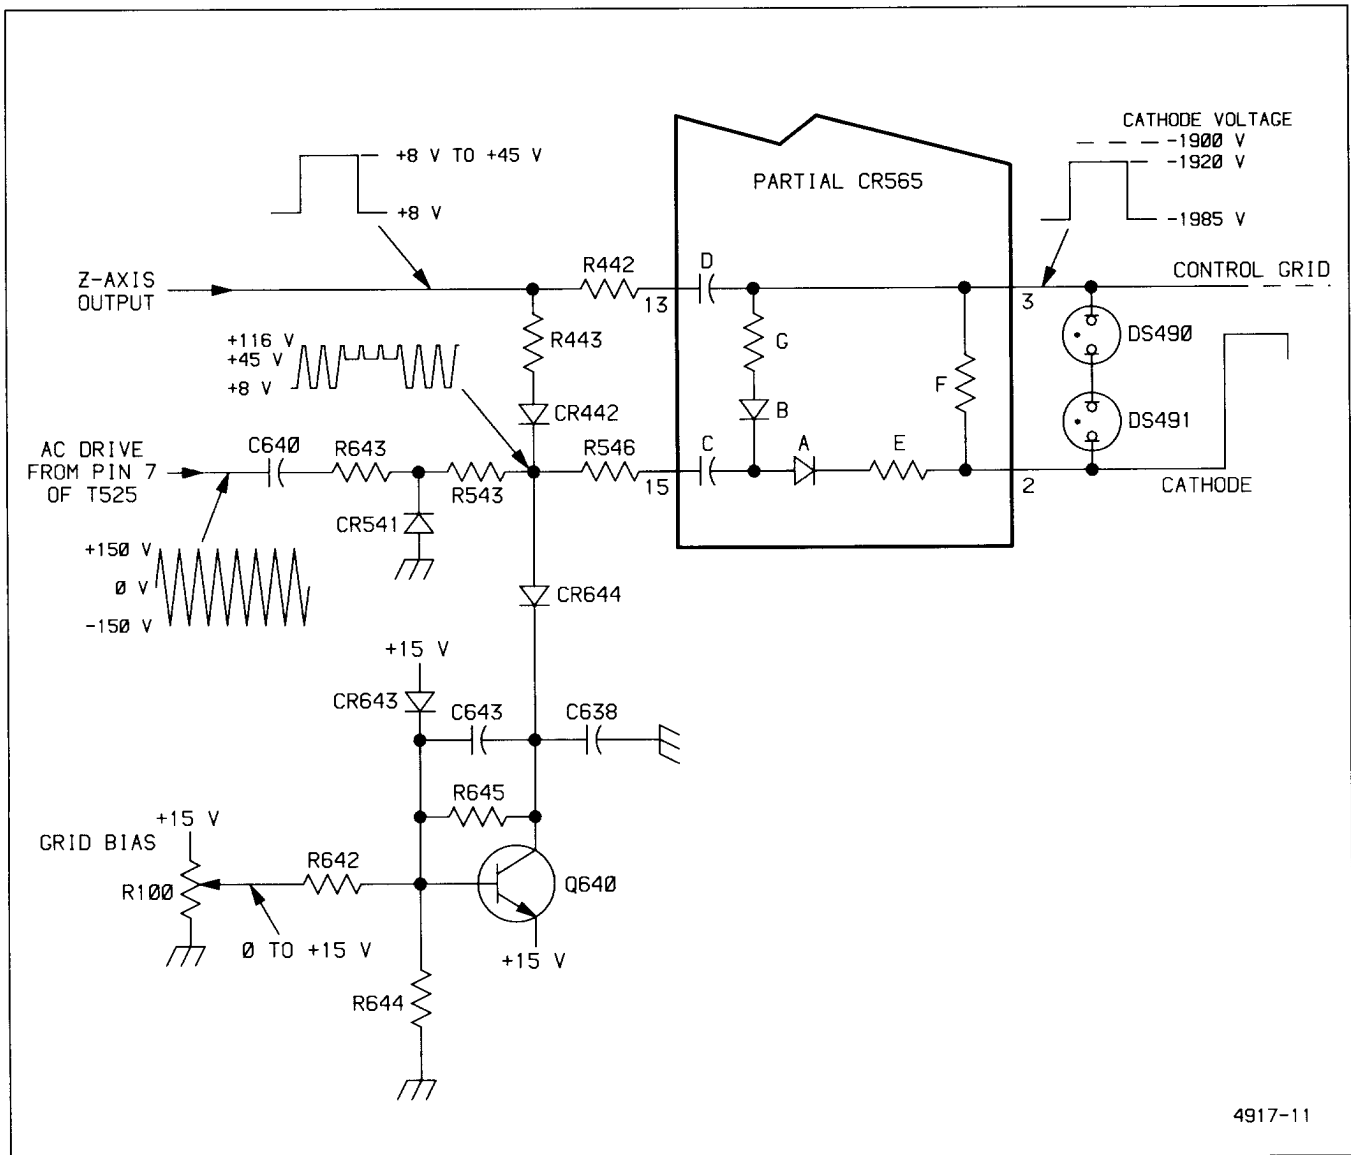 CATHODE VOLTAGE
-1900 V
-1920 V
-1985 V
+8 V TO +45 V
+8 V
PARTIAL CR565
Z-AXIS
OUTPUT
R442
13
D
3
CONTROL GRID
R443
G
F
DS490
+116 V
+45 V
+8 V
CR442
B
DS491
AC DRIVE
FROM PIN 7
OF T525
C640
R643
R543
R546
15
C
A
E
2
CATHODE
CR541
+150 V
0 V
-150 V
CR644
+15 V
CR643
C643
C638
R645
GRID BIAS
+15 V
R100
R642
Q640
0 TO +15 V
+15 V
R644
4917-11